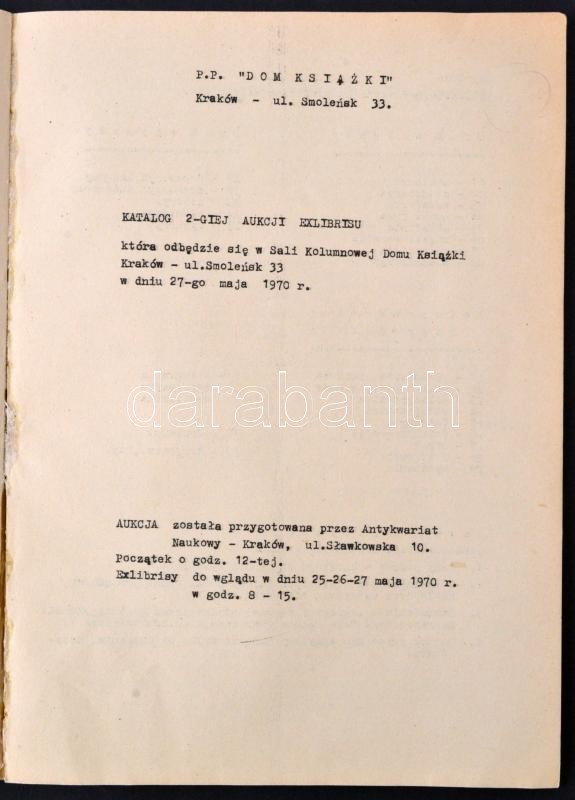 P.P. "D O M  K S I Ą Ż K I"
Kraków - ul. Smoleńsk 33.
KATALOG 2-GIEJ AUKCJI EXLIBRISU
która odbędzie się w Sali Kolumnowej Domu Książki
Kraków - ul.Smoleńsk 33
w dniu 27-go maja 1970 r.
darabanth
AUKCJA została przygotowana przez Antykwariat
Naukowy - Kraków, ul.Sławkowska 10.
Początek o godz. 12-tej.
Exlibrisy do wglądu w dniu 25-26-27 maja 1970 r.
w godz. 8 - 15.